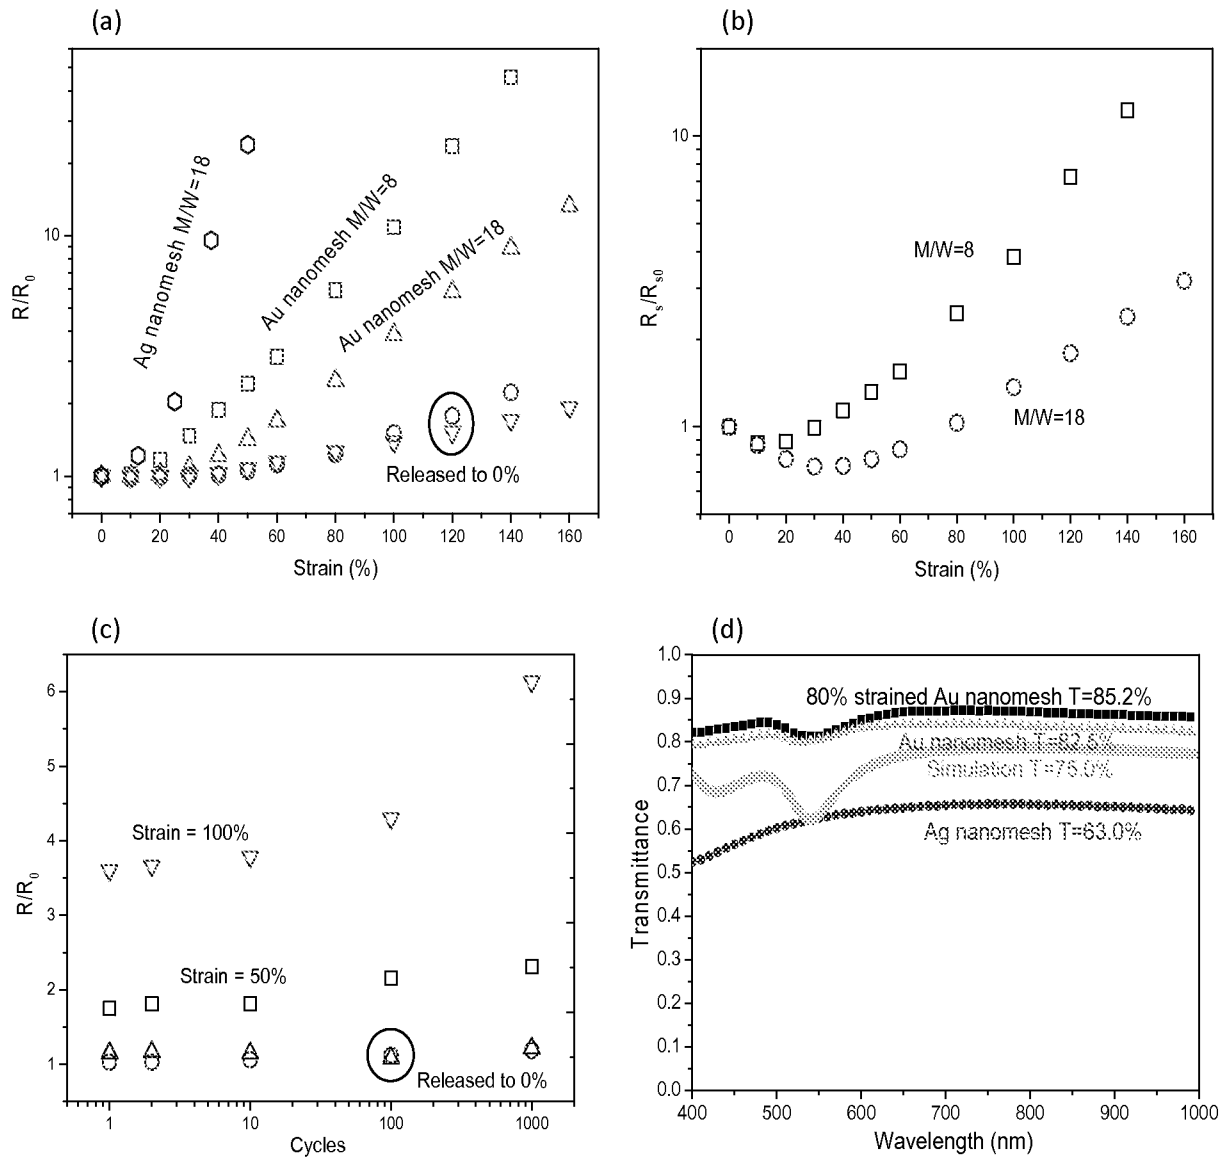 (a)
R/R0
10
1
Ag nanomesh M/W=18
Au nanomesh M/W=8
Au nanomesh M/W=18
Released to 0%
0 20 40 60 80 100 120 140 160
Strain (%)
(b)
Rs/Rs0
10
1
M/W=8
M/W=18
0 20 40 60 80 100 120 140 160
Strain (%)
(c)
R/R0
6
5
4
3
2
1
Strain = 100%
Strain = 50%
Released to 0%
1 10 100 1000
Cycles
(d)
Transmittance
1.0
0.9
0.8
0.7
0.6
0.5
0.4
0.3
0.2
0.1
0.0
80% strained Au nanomesh T=85.2%
Au nanomesh T=82.5%
Simulation T=75.0%
Ag nanomesh T=63.0%
400 500 600 700 800 900 1000
Wavelength (nm)